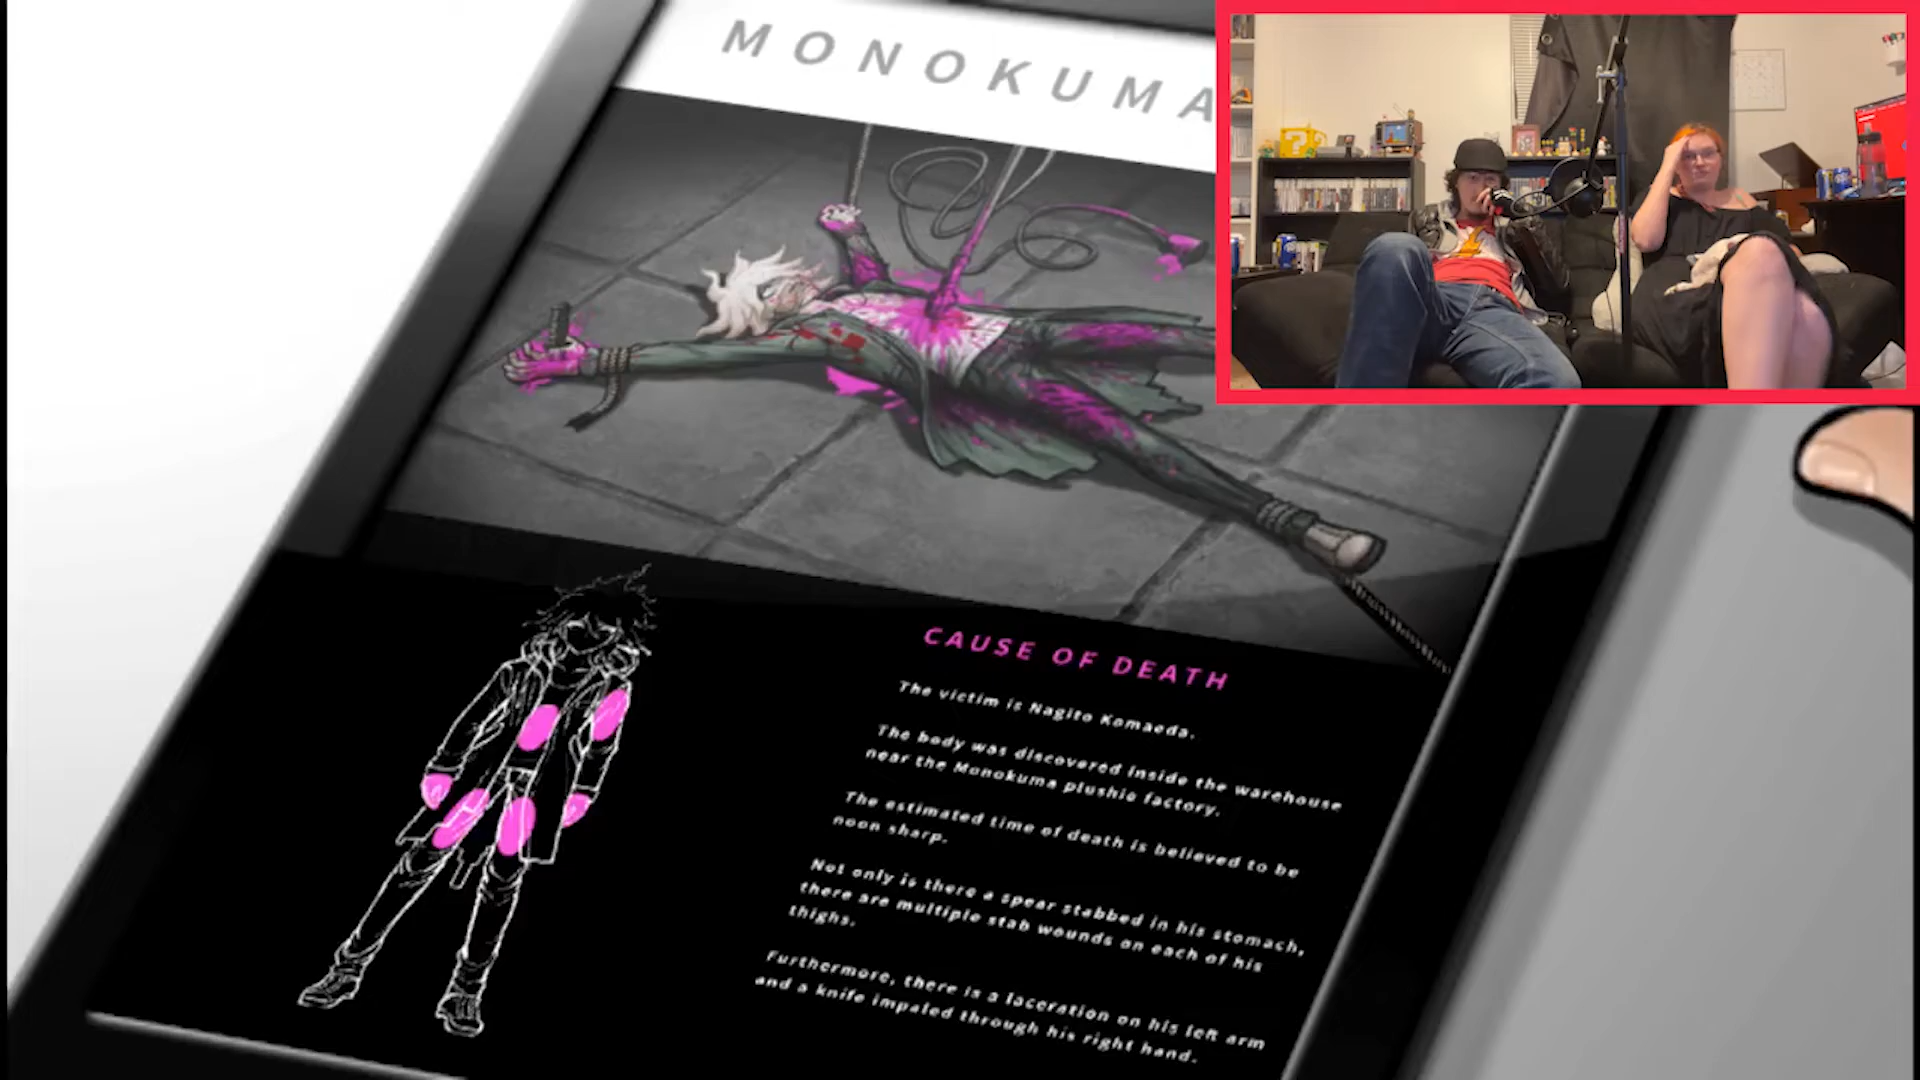 MONOKUMA
CAUSE OF DEATH
The victim is Nagito Komaeda.
The body was discovered inside the warehouse
near the Monokuma plushie factory.
The estimated time of death is believed to be
noon sharp.
Not only is there a spear stabbed in his stomach,
there are multiple stab wounds on each of his
thighs.
Furthermore, there is a laceration on his left arm
and a knife impaled through his right hand.